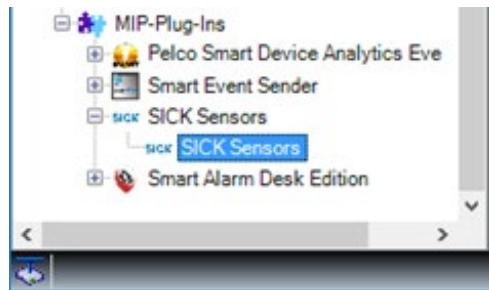 MIP-Plug-Ins
Pelco Smart Device Analytics Eve
Smart Event Sender
SICK SICK Sensors
SICK SICK Sensors
Smart Alarm Desk Edition